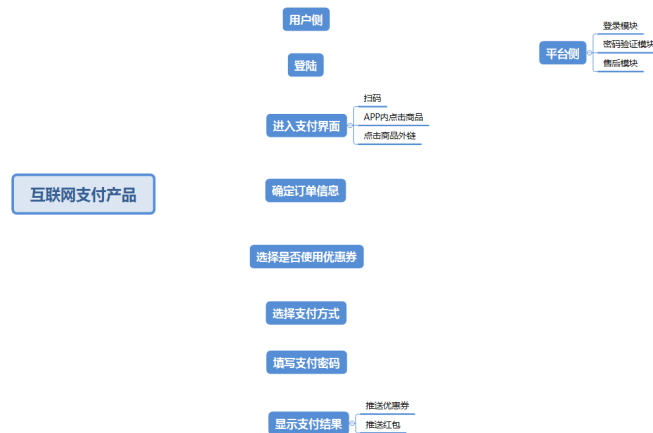 用户侧
登陆
进入支付界面
扫码
APP内点击商品
点击商品外链
互联网支付产品
确定订单信息
选择是否使用优惠券
选择支付方式
填写支付密码
显示支付结果
推送优惠券
推送红包
平台侧
登录模块
密码验证模块
售后模块